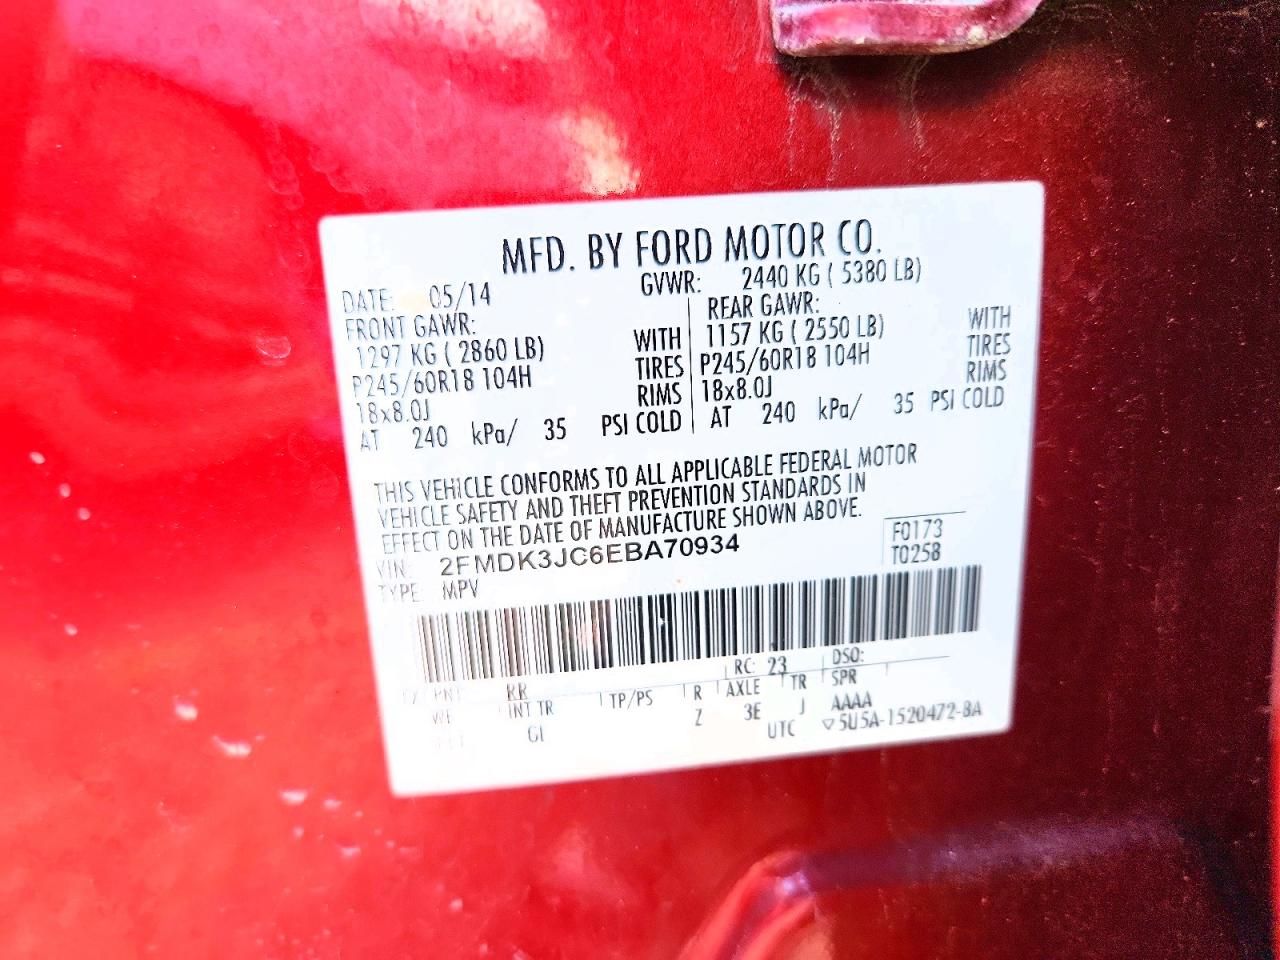 MFD. BY FORD MOTOR CO.
DATE: 05/14 GVWR: 2440 KG ( 5380 LB)
FRONT GAWR: REAR GAWR:
1297 KG ( 2860 LB) WITH 1157 KG ( 2550 LB) WITH
P245/60R18 104H TIRES P245/60R18 104H TIRES
18x8.0J RIMS 18x8.0J RIMS
AT 240 kPa/ 35 PSI COLD AT 240 kPa/ 35 PSI COLD
THIS VEHICLE CONFORMS TO ALL APPLICABLE FEDERAL MOTOR
VEHICLE SAFETY AND THEFT PREVENTION STANDARDS IN
EFFECT ON THE DATE OF MANUFACTURE SHOWN ABOVE.
VIN: 2FMDK3JC6EBA70934 F0173
TYPE: MPV T0258
RC: 23 DSO:
RR INT TR TP/PS R AXLE TR SPR
GI Z 3E J AAAA
UTC ▽5U5A-1520472-BA